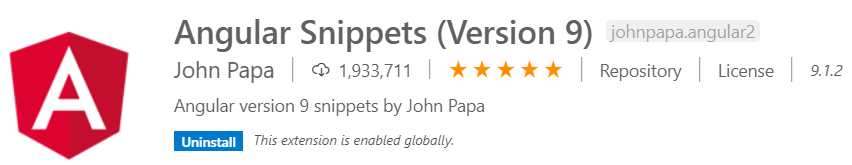 Angular Snippets (Version 9) johnpapa.angular2
John Papa 1,933,711 Repository License 9.1.2
Angular version 9 snippets by John Papa
Uninstall This extension is enabled globally.
A